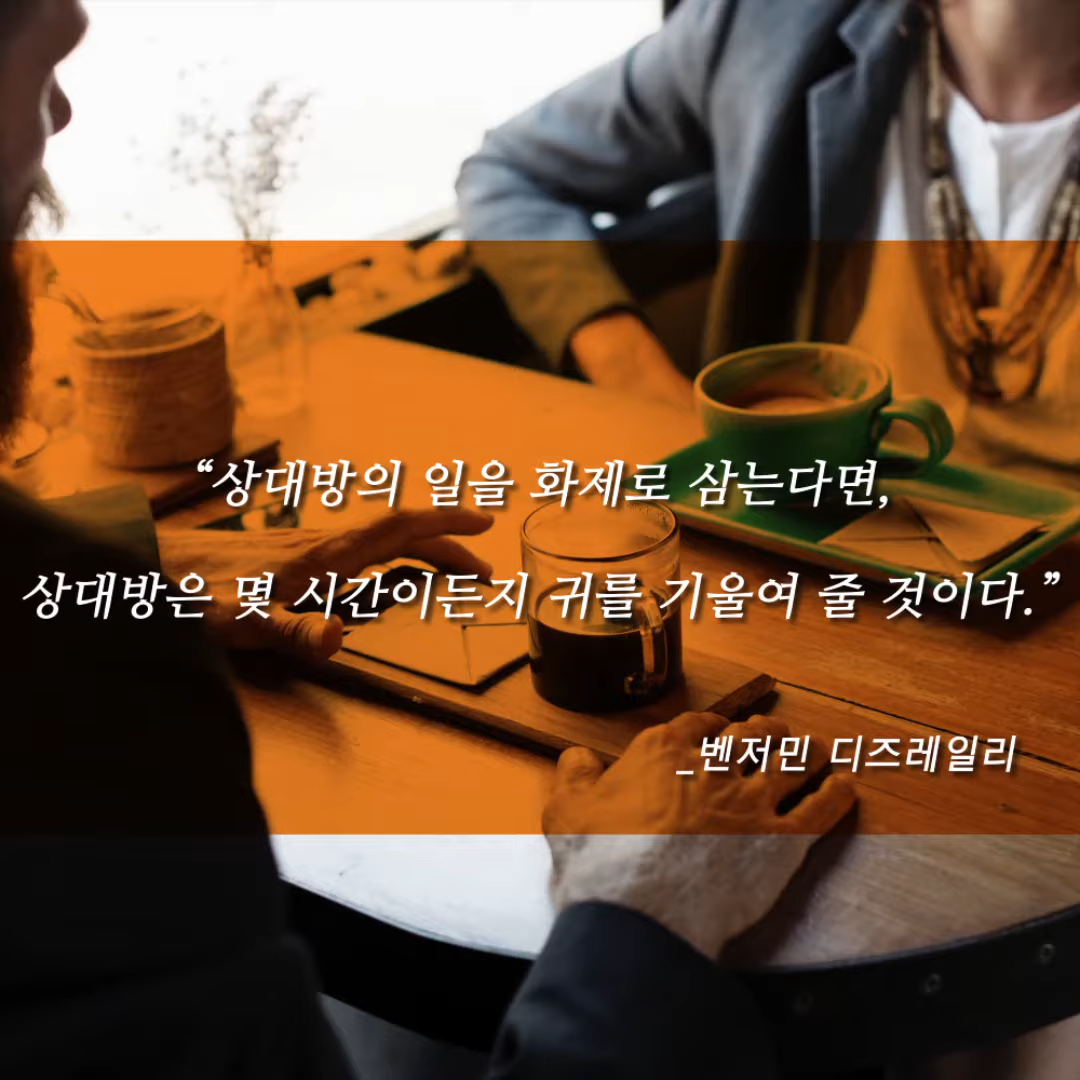 “상대방의 일을 화제로 삼는다면,
상대방은 몇 시간이든지 귀를 기울여 줄 것이다.”
_벤저민 디즈레일리